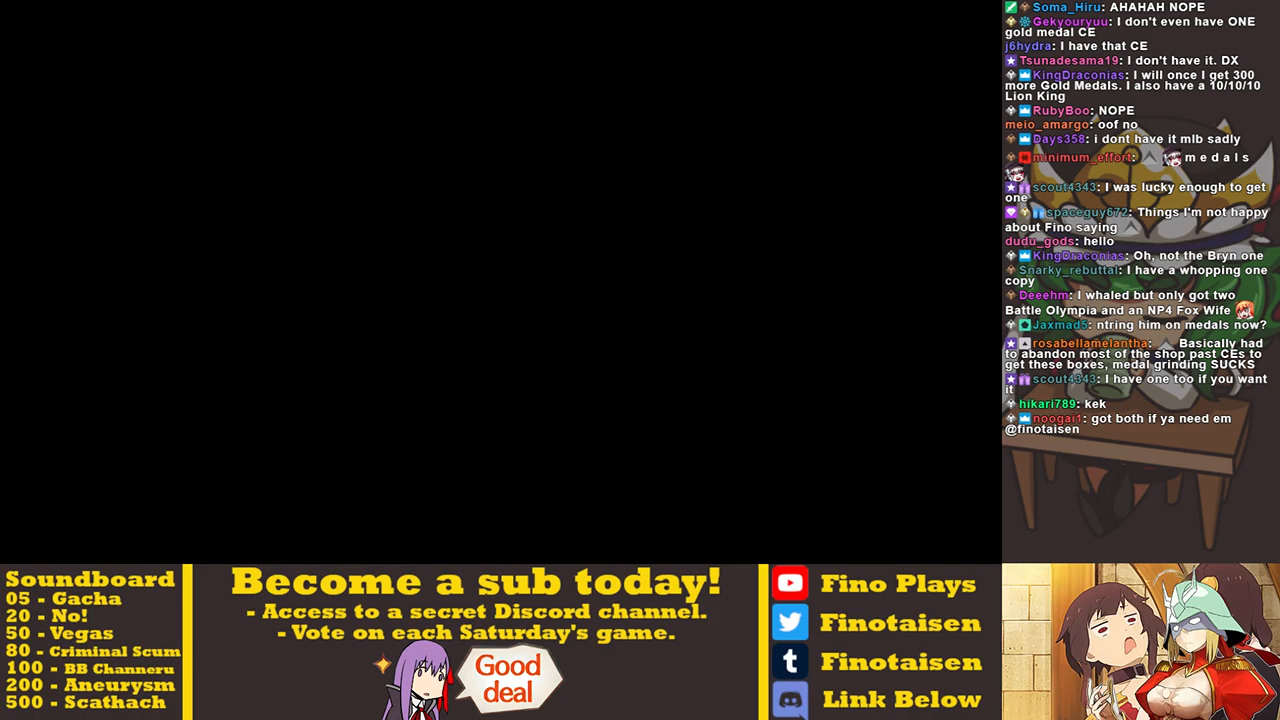 Soma_Hiru: AHAHAH NOPE
Gekyouryuu: I don't even have ONE
gold medal CE
j6hydra: I have that CE
Tsunadesama19: I don't have it. DX
KingDraconias: I will once I get 300
more Gold Medals. I also have a 10/10/10
Lion King
RubyBoo: NOPE
meio_amargo: oof no
Days358: i dont have it mlb sadly
minimum_effort: m e d a l s
scout4343: I was lucky enough to get
one
spaceguy672: Things I'm not happy
about Fino saying
dudu_gods: hello
KingDraconias: Oh, not the Bryn one
Snarky_rebuttal: I have a whopping one
copy
Deeehm: I whaled but only got two
Battle Olympia and an NP4 Fox Wife
Jaxmad5: ntring him on medals now?
rosabellamelantha: Basically had
to abandon most of the shop past CEs to
get these boxes, medal grinding SUCKS
scout4343: I have one too if you want
it
hikari789: kek
noogai1: got both if ya need em
@finotaisen
Soundboard
05 - Gacha
20 - No!
50 - Vegas
80 - Criminal Scum
100 - BB Channeru
200 - Aneurysm
500 - Scathach
Become a sub today!
- Access to a secret Discord channel.
- Vote on each Saturday's game.
Good
deal
Fino Plays
Finotaisen
Finotaisen
Link Below